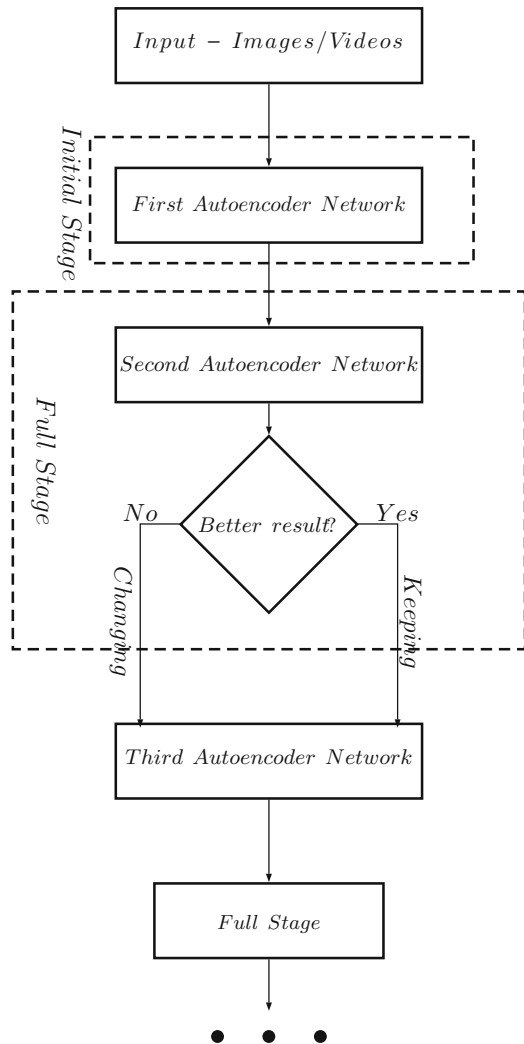 Input – Images/Videos
Initial Stage
First Autoencoder Network
Second Autoencoder Network
Full Stage
No
Better result?
Yes
Changing
Keeping
Third Autoencoder Network
Full Stage